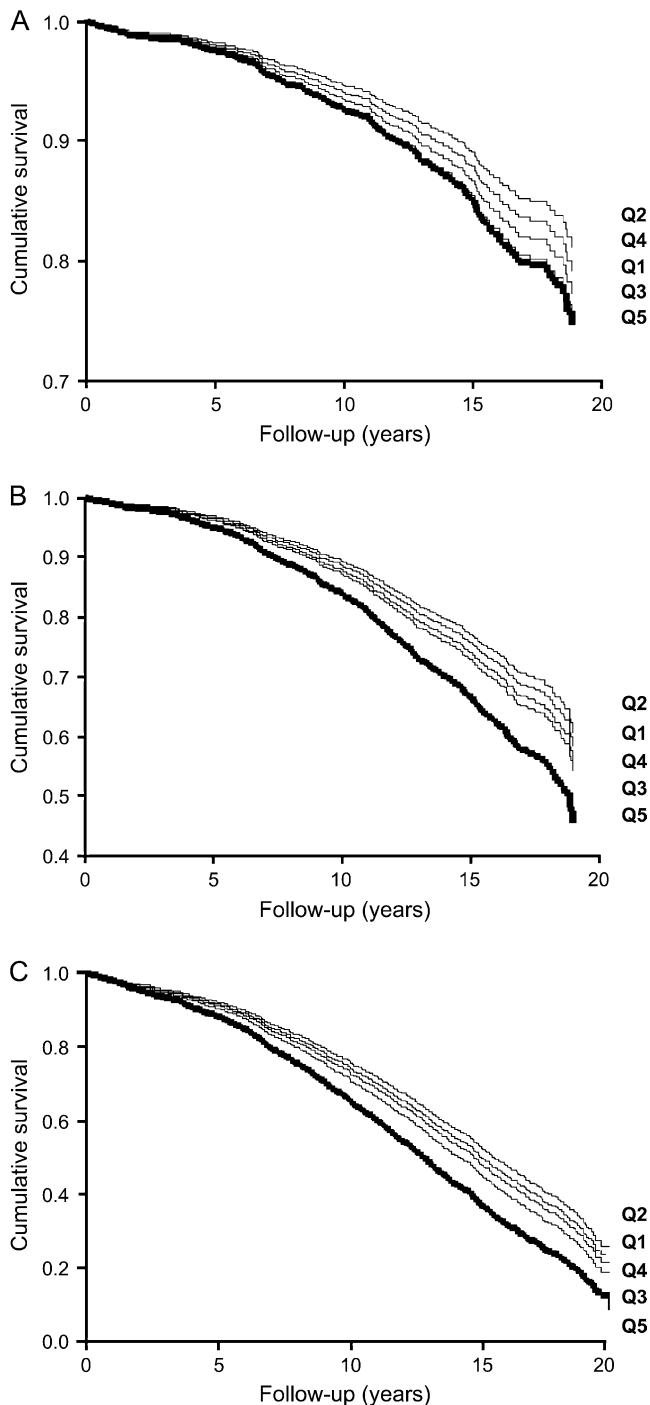 A
1.0
0.9
0.8
0.7
Cumulative survival
0 5 10 15 20
Follow-up (years)
Q2
Q4
Q1
Q3
Q5
B
1.0
0.9
0.8
0.7
0.6
0.5
0.4
Cumulative survival
0 5 10 15 20
Follow-up (years)
Q2
Q1
Q4
Q3
Q5
C
1.0
0.8
0.6
0.4
0.2
0.0
Cumulative survival
0 5 10 15 20
Follow-up (years)
Q2
Q1
Q4
Q3
Q5